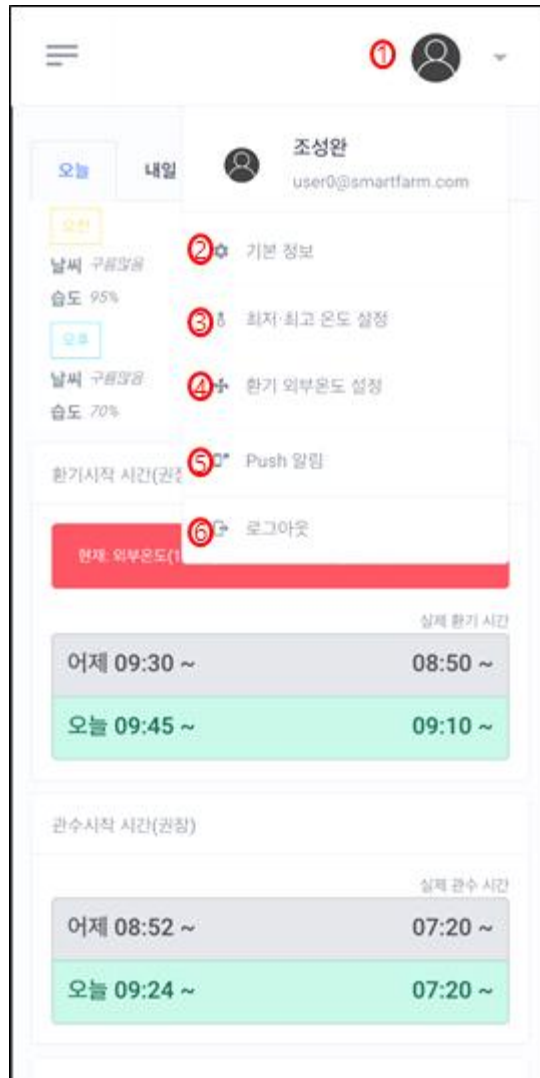 ①
조성완
user0@smartfarm.com
오늘 내일
오전
② 기본 정보
날씨 구름많음
습도 95%
③ 최저·최고 온도 설정
오후
날씨 구름많음
④ 환기 외부온도 설정
습도 70%
⑤ Push 알림
환기시작 시간(권장
⑥ 로그아웃
현재: 외부온도(1
실제 환기 시간
어제 09:30 ~ 08:50 ~
오늘 09:45 ~ 09:10 ~
관수시작 시간(권장)
실제 관수 시간
어제 08:52 ~ 07:20 ~
오늘 09:24 ~ 07:20 ~